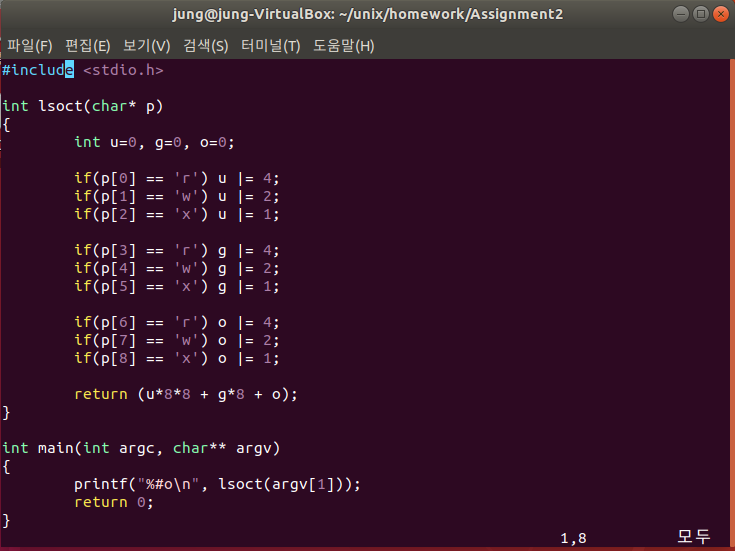 jung@jung-VirtualBox: ~/unix/homework/Assignment2
파일(F) 편집(E) 보기(V) 검색(S) 터미널(T) 도움말(H)
#include <stdio.h>

int lsoct(char* p)
{
        int u=0, g=0, o=0;

        if(p[0] == 'r') u |= 4;
        if(p[1] == 'w') u |= 2;
        if(p[2] == 'x') u |= 1;

        if(p[3] == 'r') g |= 4;
        if(p[4] == 'w') g |= 2;
        if(p[5] == 'x') g |= 1;

        if(p[6] == 'r') o |= 4;
        if(p[7] == 'w') o |= 2;
        if(p[8] == 'x') o |= 1;

        return (u*8*8 + g*8 + o);
}

int main(int argc, char** argv)
{
        printf("%#o\n", lsoct(argv[1]));
        return 0;
}
1,8 모두